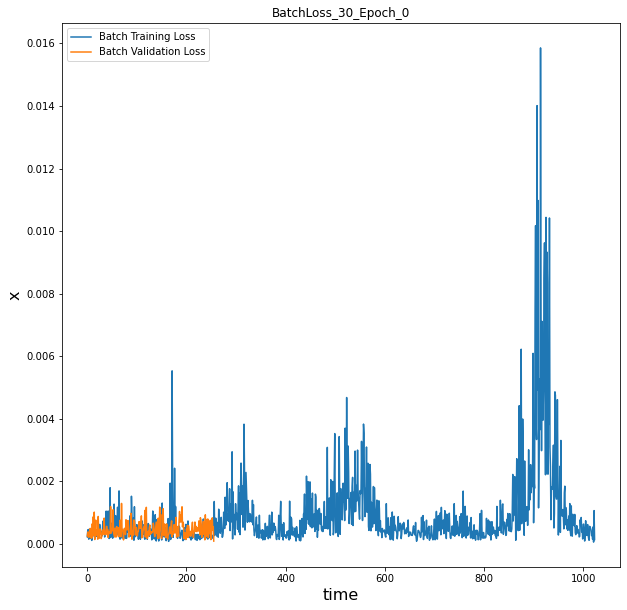 BatchLoss_30_Epoch_0
Batch Training Loss
Batch Validation Loss
0.016
0.014
0.012
0.010
0.008
0.006
0.004
0.002
0.000
x
0 200 400 600 800 1000
time